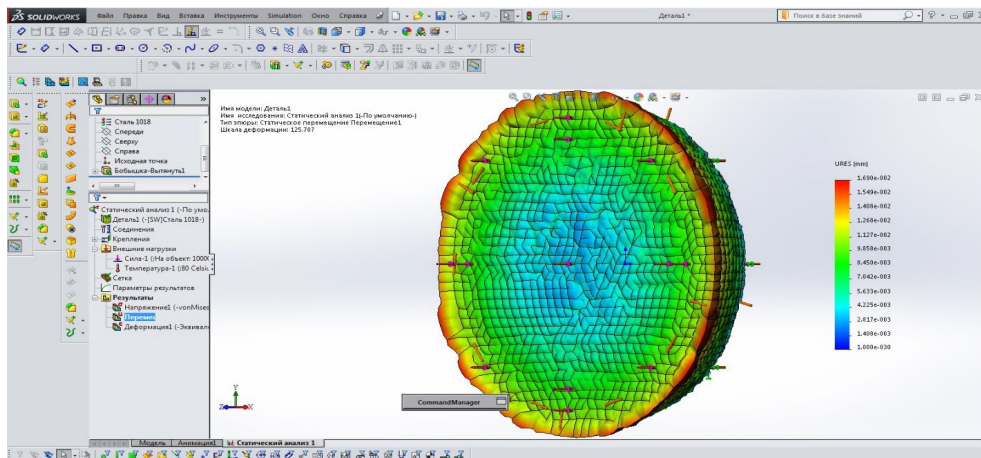 SOLIDWORKS
Файл Правка Вид Вставка Инструменты Simulation Окно Справка
Деталь1 *
Поиск в базе знаний
Сталь 1018
Спереди
Сверху
Справа
Исходная точка
Бобышка-Вытянуть1
Статический анализ 1 (-По умо.
Деталь1 (-[SW]Сталь 1018-)
Соединения
Крепления
Внешние нагрузки
Сила-1 (:На объект: 1000
Температура-1 (:80 Celsiu
Сетка
Параметры результатов
Результаты
Напряжение1 (-vonMises
Перемещ
Деформация1 (-Эквивале
Имя модели: Деталь1
Имя исследования: Статический анализ 1(-По умолчанию-)
Тип эпюры: Статическое перемещение Перемещение1
Шкала деформации: 125.707
URES (mm)
1.690e-002
1.549e-002
1.408e-002
1.268e-002
1.127e-002
9.858e-003
8.450e-003
7.042e-003
5.633e-003
4.225e-003
2.817e-003
1.408e-003
1.000e-030
CommandManager
Y
Z X
Модель Анимация1 Статический анализ 1